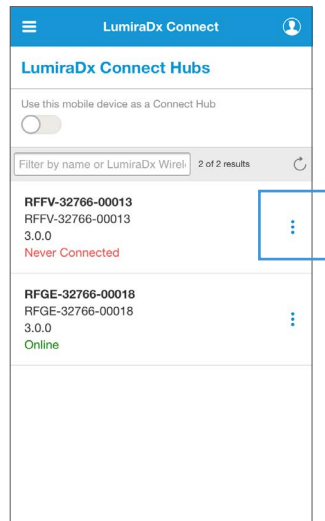 LumiraDx Connect
LumiraDx Connect Hubs
Use this mobile device as a Connect Hub
Filter by name or LumiraDx Wirel
2 of 2 results
RFFV-32766-00013
RFFV-32766-00013
3.0.0
Never Connected
RFGE-32766-00018
RFGE-32766-00018
3.0.0
Online